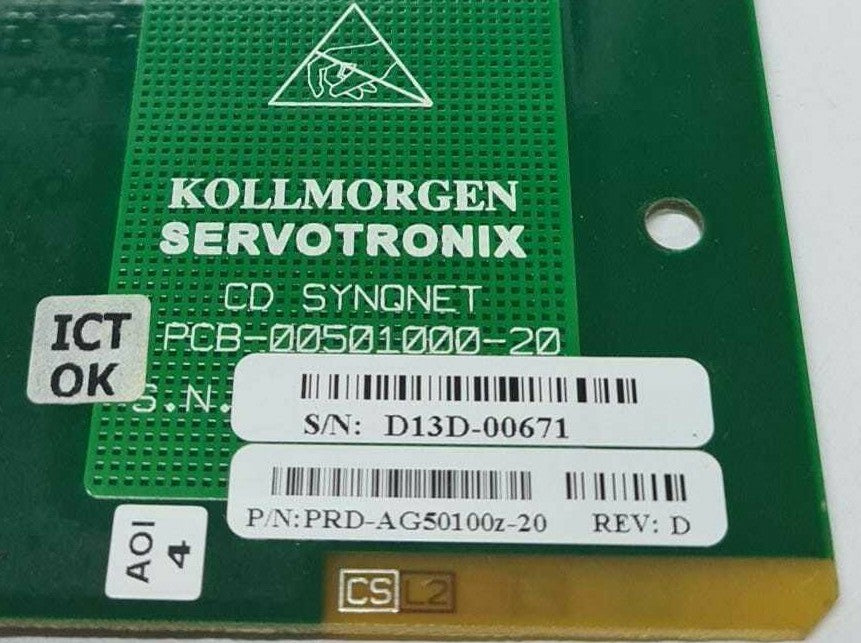 KOLLMORGEN
SERVOTRONIX
CD SYNQNET
PCB-00501000-20
ICT
OK
S.N.
S/N: D13D-00671
P/N:PRD-AG50100z-20 REV: D
AOI
4
CS L2